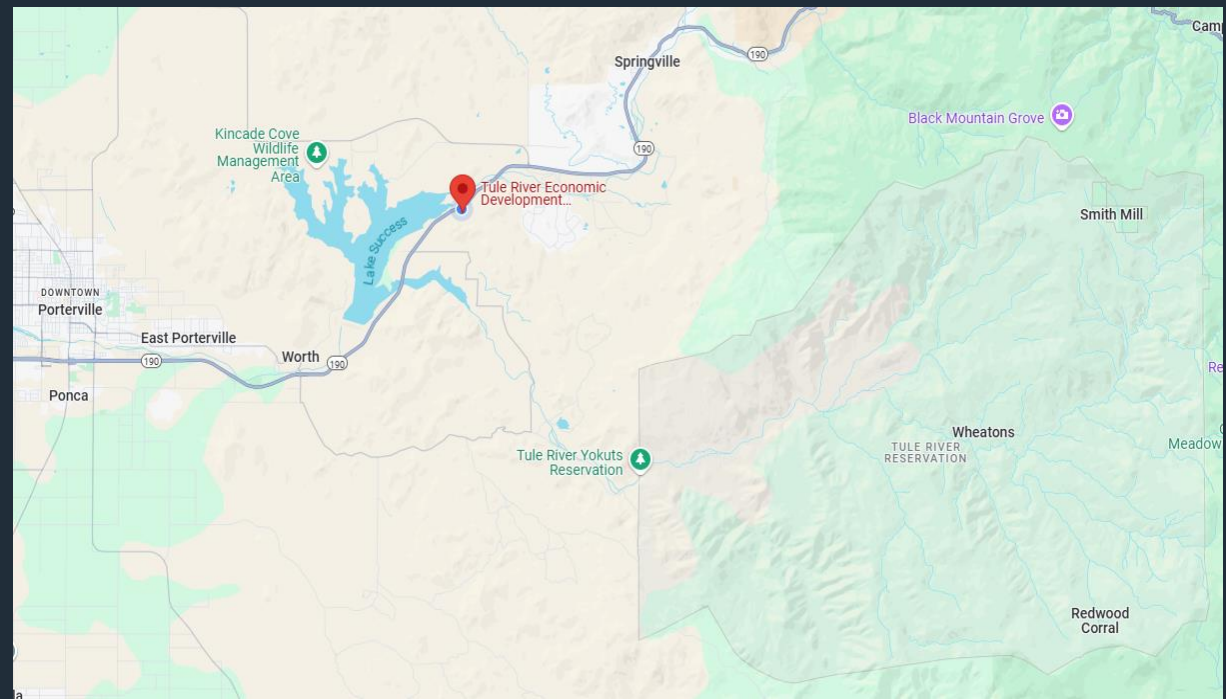 Camp
Springville
190
Black Mountain Grove
Kincade Cove
Wildlife
Management
Area
190
Tule River Economic
Development...
Smith Mill
Lake Success
DOWNTOWN
Porterville
East Porterville
Worth
190
190
Ponca
Re
Wheatons
TULE RIVER
RESERVATION
Meadow
Tule River Yokuts
Reservation
Redwood
Corral
la